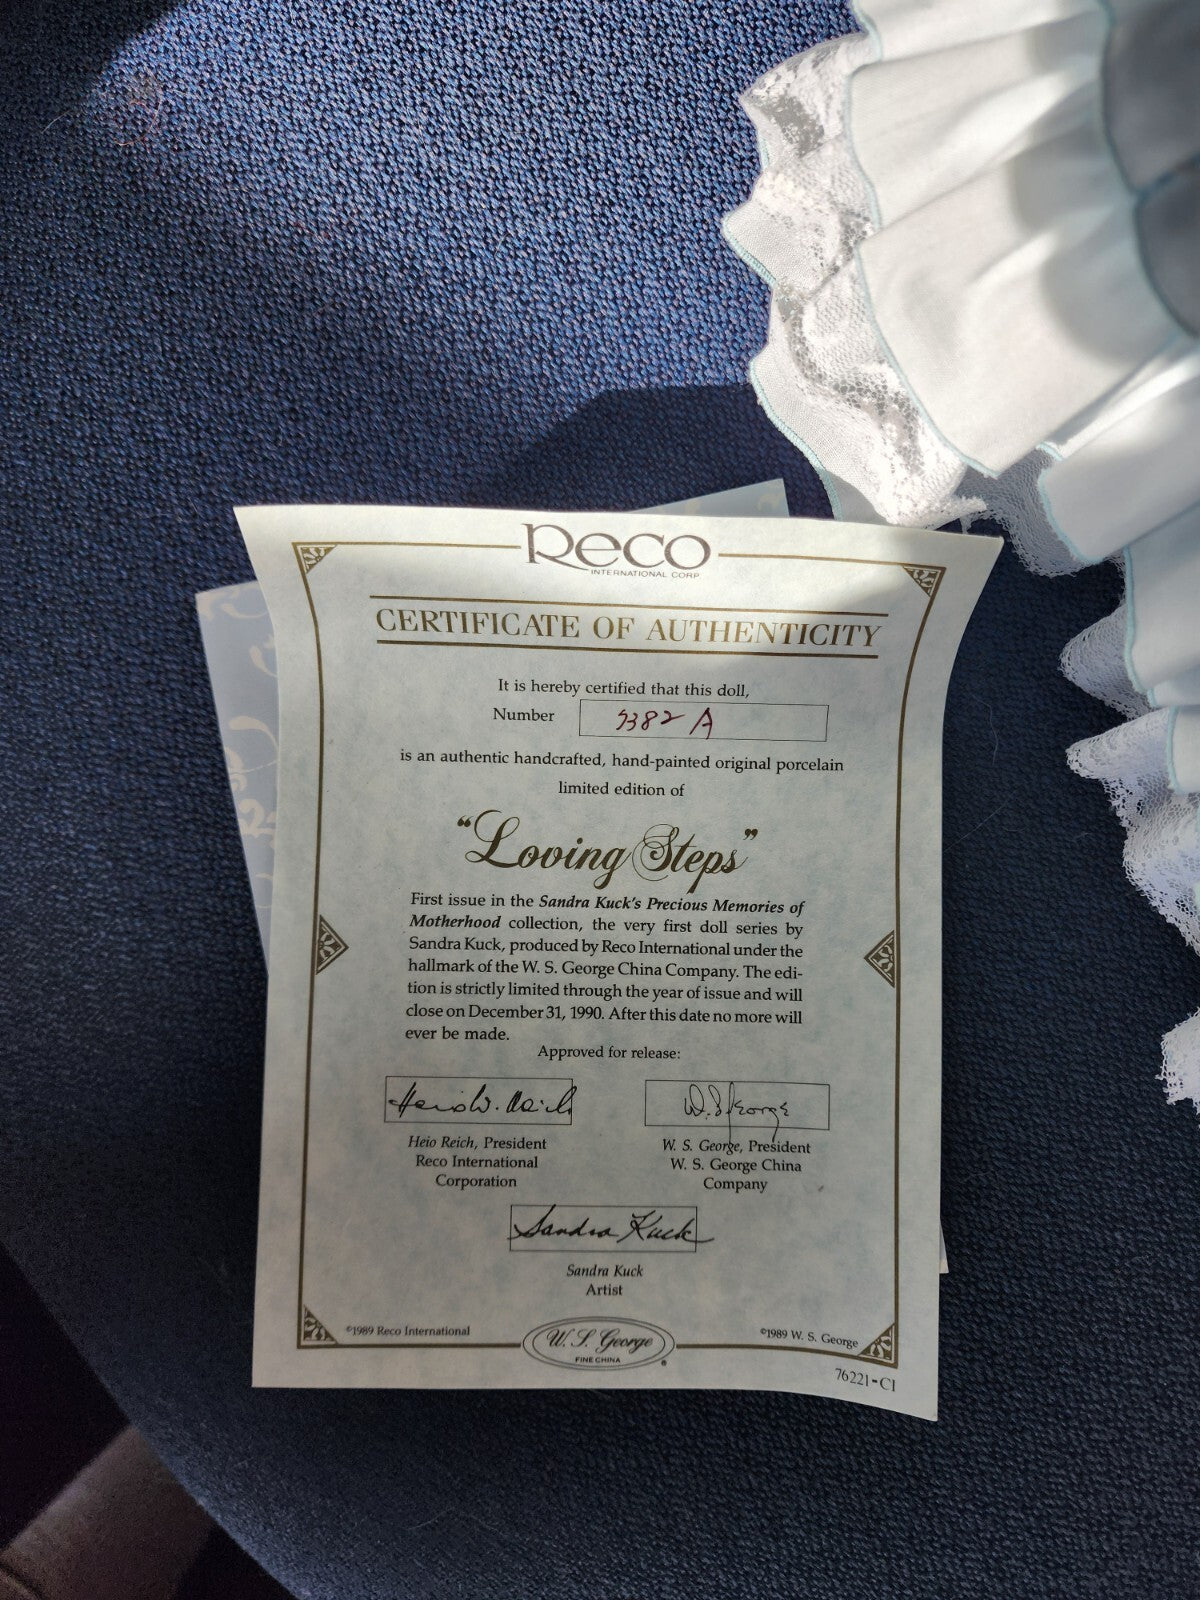 Reco
INTERNATIONAL CORP.
CERTIFICATE OF AUTHENTICITY
It is hereby certified that this doll,
Number 5382 A
is an authentic handcrafted, hand-painted original porcelain
limited edition of
"Loving Steps"
First issue in the Sandra Kuck's Precious Memories of
Motherhood collection, the very first doll series by
Sandra Kuck, produced by Reco International under the
hallmark of the W. S. George China Company. The edi-
tion is strictly limited through the year of issue and will
close on December 31, 1990. After this date no more will
ever be made.
Approved for release:
Heio W. Reich
W. S. George
Heio Reich, President
Reco International
Corporation
W. S. George, President
W. S. George China
Company
Sandra Kuck
Sandra Kuck
Artist
©1989 Reco International
W. S. George
FINE CHINA
®
©1989 W. S. George
76221-C1